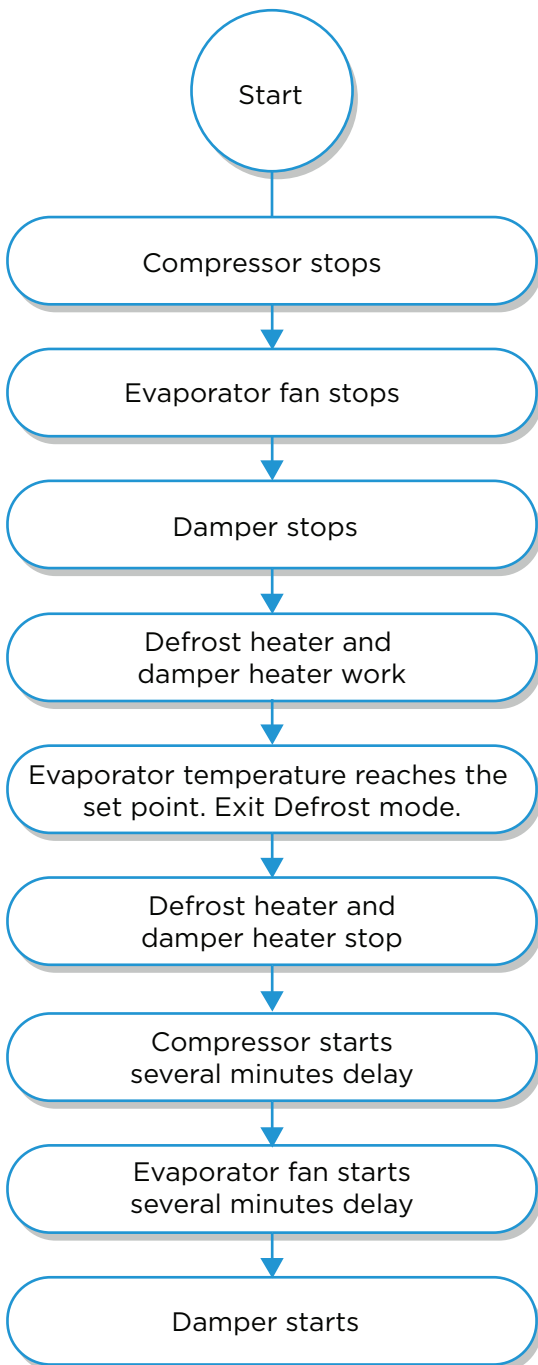 Start
Compressor stops
Evaporator fan stops
Damper stops
Defrost heater and
damper heater work
Evaporator temperature reaches the
set point. Exit Defrost mode.
Defrost heater and
damper heater stop
Compressor starts
several minutes delay
Evaporator fan starts
several minutes delay
Damper starts